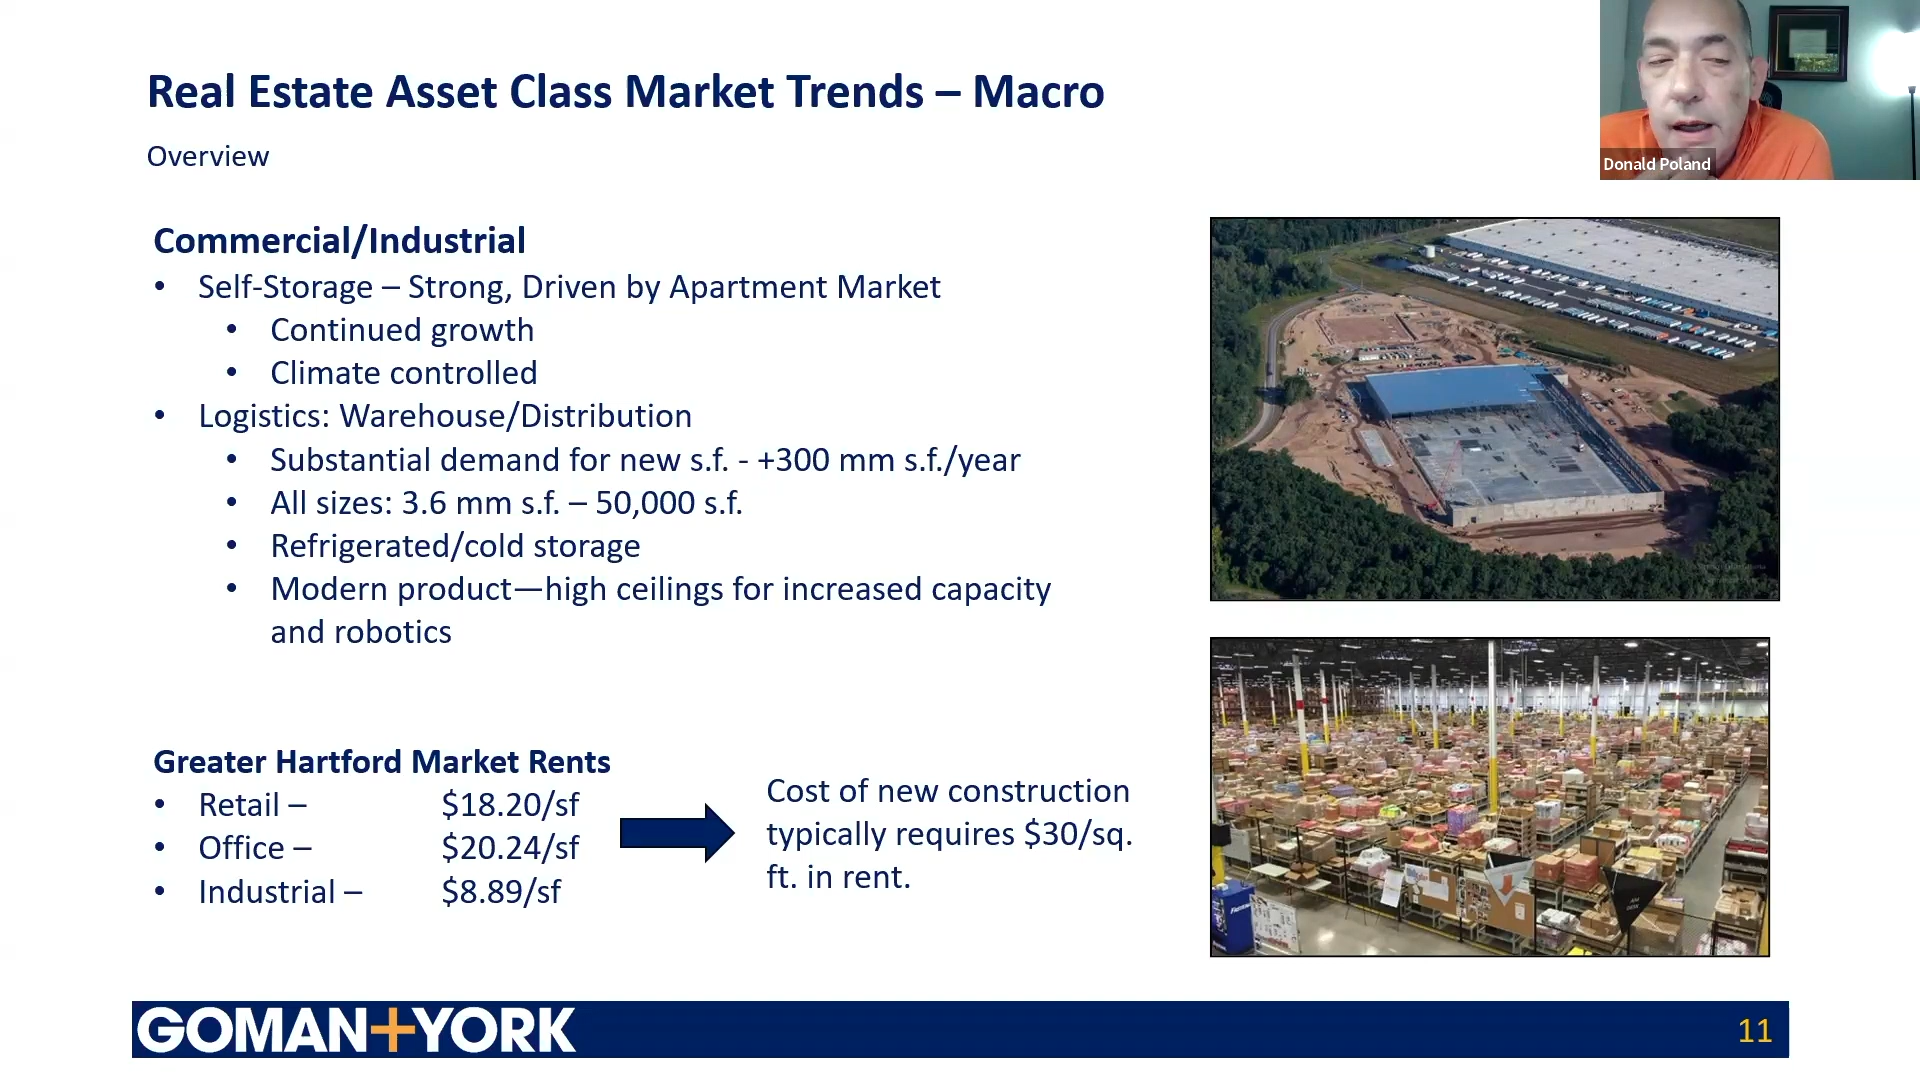 Real Estate Asset Class Market Trends – Macro
Overview
Donald Poland
Commercial/Industrial
• Self-Storage – Strong, Driven by Apartment Market
• Continued growth
• Climate controlled
• Logistics: Warehouse/Distribution
• Substantial demand for new s.f. - +300 mm s.f./year
• All sizes: 3.6 mm s.f. – 50,000 s.f.
• Refrigerated/cold storage
• Modern product—high ceilings for increased capacity
and robotics
Greater Hartford Market Rents
• Retail – $18.20/sf
• Office – $20.24/sf
• Industrial – $8.89/sf
Cost of new construction
typically requires $30/sq.
ft. in rent.
GOMAN+YORK
11